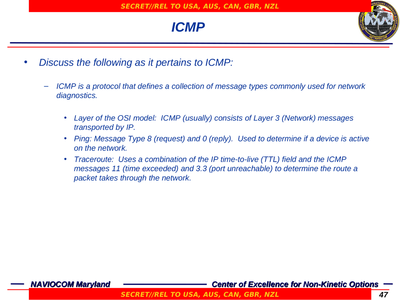 SECRET//REL TO USA, AUS, CAN, GBR, NZL
ICMP
• Discuss the following as it pertains to ICMP:
– ICMP is a protocol that defines a collection of message types commonly used for network
diagnostics.
• Layer of the OSI model: ICMP (usually) consists of Layer 3 (Network) messages
transported by IP.
• Ping: Message Type 8 (request) and 0 (reply). Used to determine if a device is active
on the network.
• Traceroute: Uses a combination of the IP time-to-live (TTL) field and the ICMP
messages 11 (time exceeded) and 3.3 (port unreachable) to determine the route a
packet takes through the network.
NAVIOCOM Maryland
Center of Excellence for Non-Kinetic Options
SECRET//REL TO USA, AUS, CAN, GBR, NZL
47